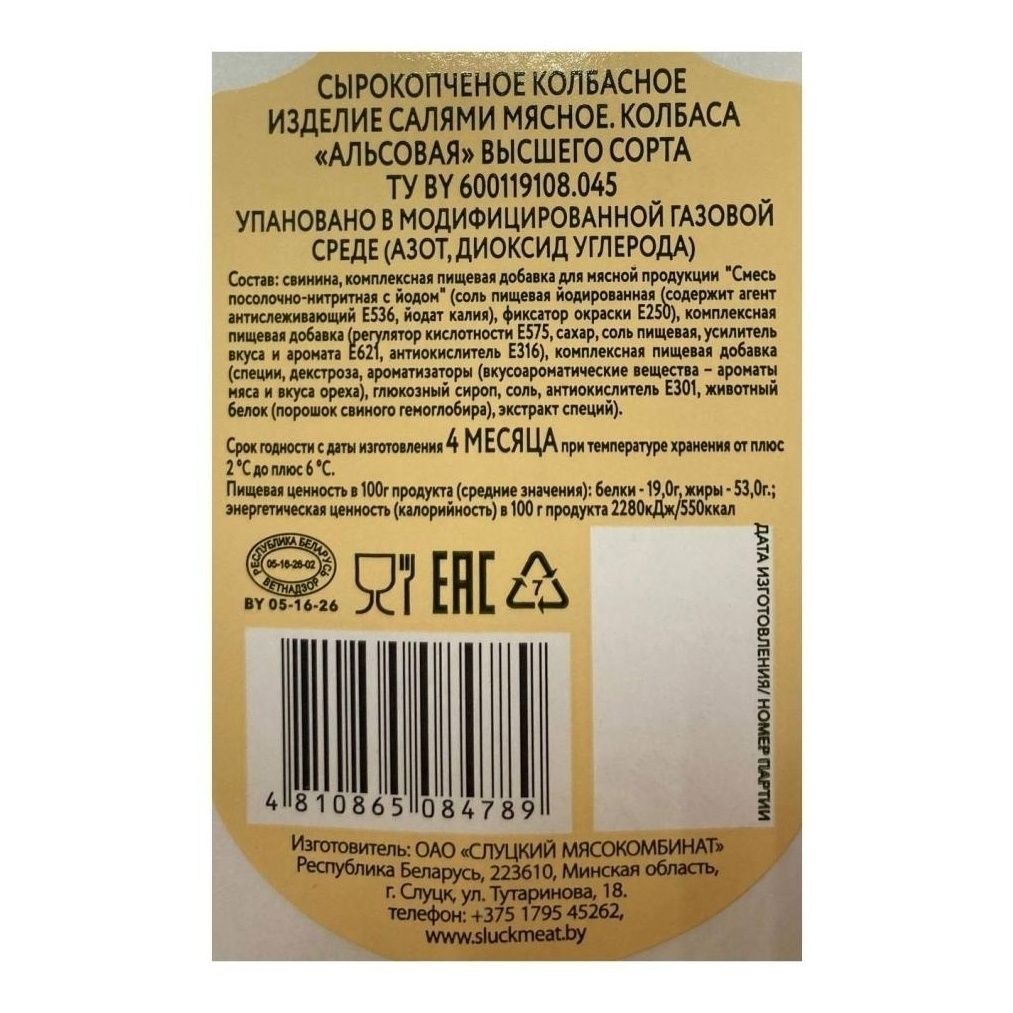 СЫРОКОПЧЕНОЕ КОЛБАСНОЕ
ИЗДЕЛИЕ САЛЯМИ МЯСНОЕ. КОЛБАСА
«АЛЬСОВАЯ» ВЫСШЕГО СОРТА
ТУ BY 600119108.045
УПАНОВАНО В МОДИФИЦИРОВАННОЙ ГАЗОВОЙ
СРЕДЕ (АЗОТ, ДИОКСИД УГЛЕРОДА)
Состав: свинина, комплексная пищевая добавка для мясной продукции "Смесь
посолочно-нитритная с йодом" (соль пищевая йодированная (содержит агент
антислеживающий Е536, йодат калия), фиксатор окраски Е250), комплексная
пищевая добавка (регулятор кислотности Е575, сахар, соль пищевая, усилитель
вкуса и аромата Е621, антиокислитель Е316), комплексная пищевая добавка
(специи, декстроза, ароматизаторы (вкусоароматические вещества – ароматы
мяса и вкуса ореха), глюкозный сироп, соль, антиокислитель Е301, животный
белок (порошок свиного гемоглобира), экстракт специй).
Срок годности с даты изготовления 4 МЕСЯЦА при температуре хранения от плюс
2 °С до плюс 6 °С.
Пищевая ценность в 100г продукта (средние значения): белки - 19,0г, жиры - 53,0г.;
энергетическая ценность (калорийность) в 100 г продукта 2280кДж/550ккал
РЕСПУБЛИКА БЕЛАРУСЬ
05-16-26-02
ВЕТНАДЗОР
BY 05-16-26
EAC
7
ДАТА ИЗГОТОВЛЕНИЯ/ НОМЕР ПАРТИИ
4 810865 084789
Изготовитель: ОАО «СЛУЦКИЙ МЯСОКОМБИНАТ»
Республика Беларусь, 223610, Минская область,
г. Слуцк, ул. Тутаринова, 18.
телефон: +375 1795 45262,
www.sluckmeat.by